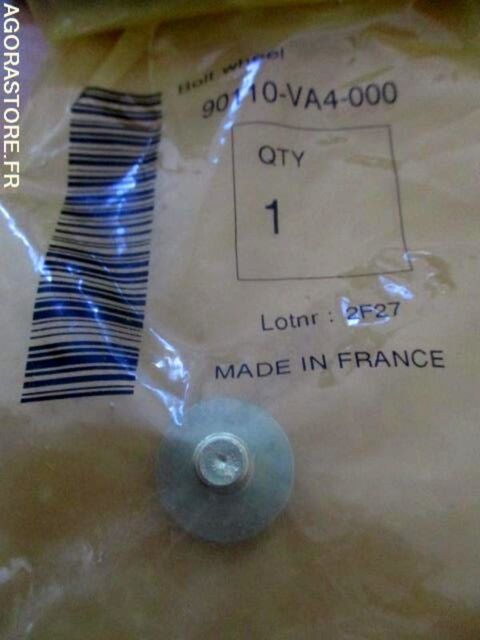 AGORASTORE.FR
Bolt wheel
90110-VA4-000
QTY
1
Lotnr : 2F27
MADE IN FRANCE